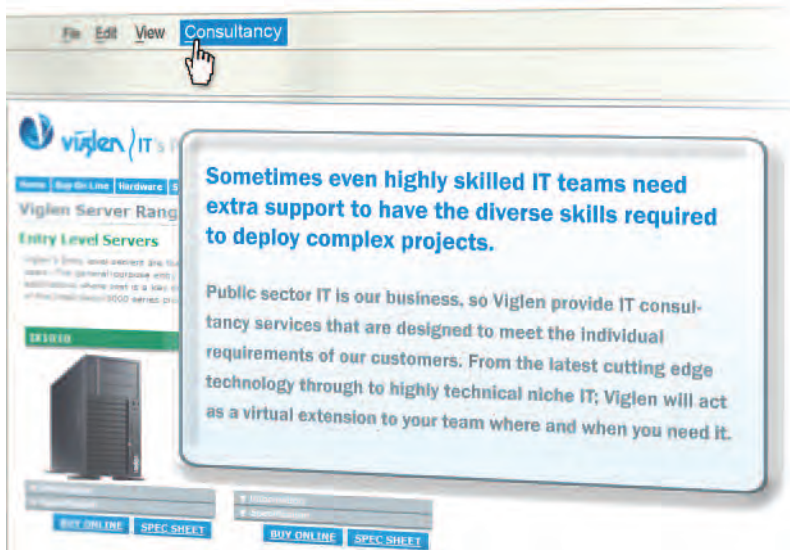 File Edit View Consultancy
viglen IT's
Home Buy On Line Hardware S
Viglen Server Rang
Entry Level Servers
Sometimes even highly skilled IT teams need
extra support to have the diverse skills required
to deploy complex projects.
Public sector IT is our business, so Viglen provide IT consul-
tancy services that are designed to meet the individual
requirements of our customers. From the latest cutting edge
technology through to highly technical niche IT; Viglen will act
as a virtual extension to your team where and when you need it.
IX1010
BUY ONLINE SPEC SHEET
BUY ONLINE SPEC SHEET